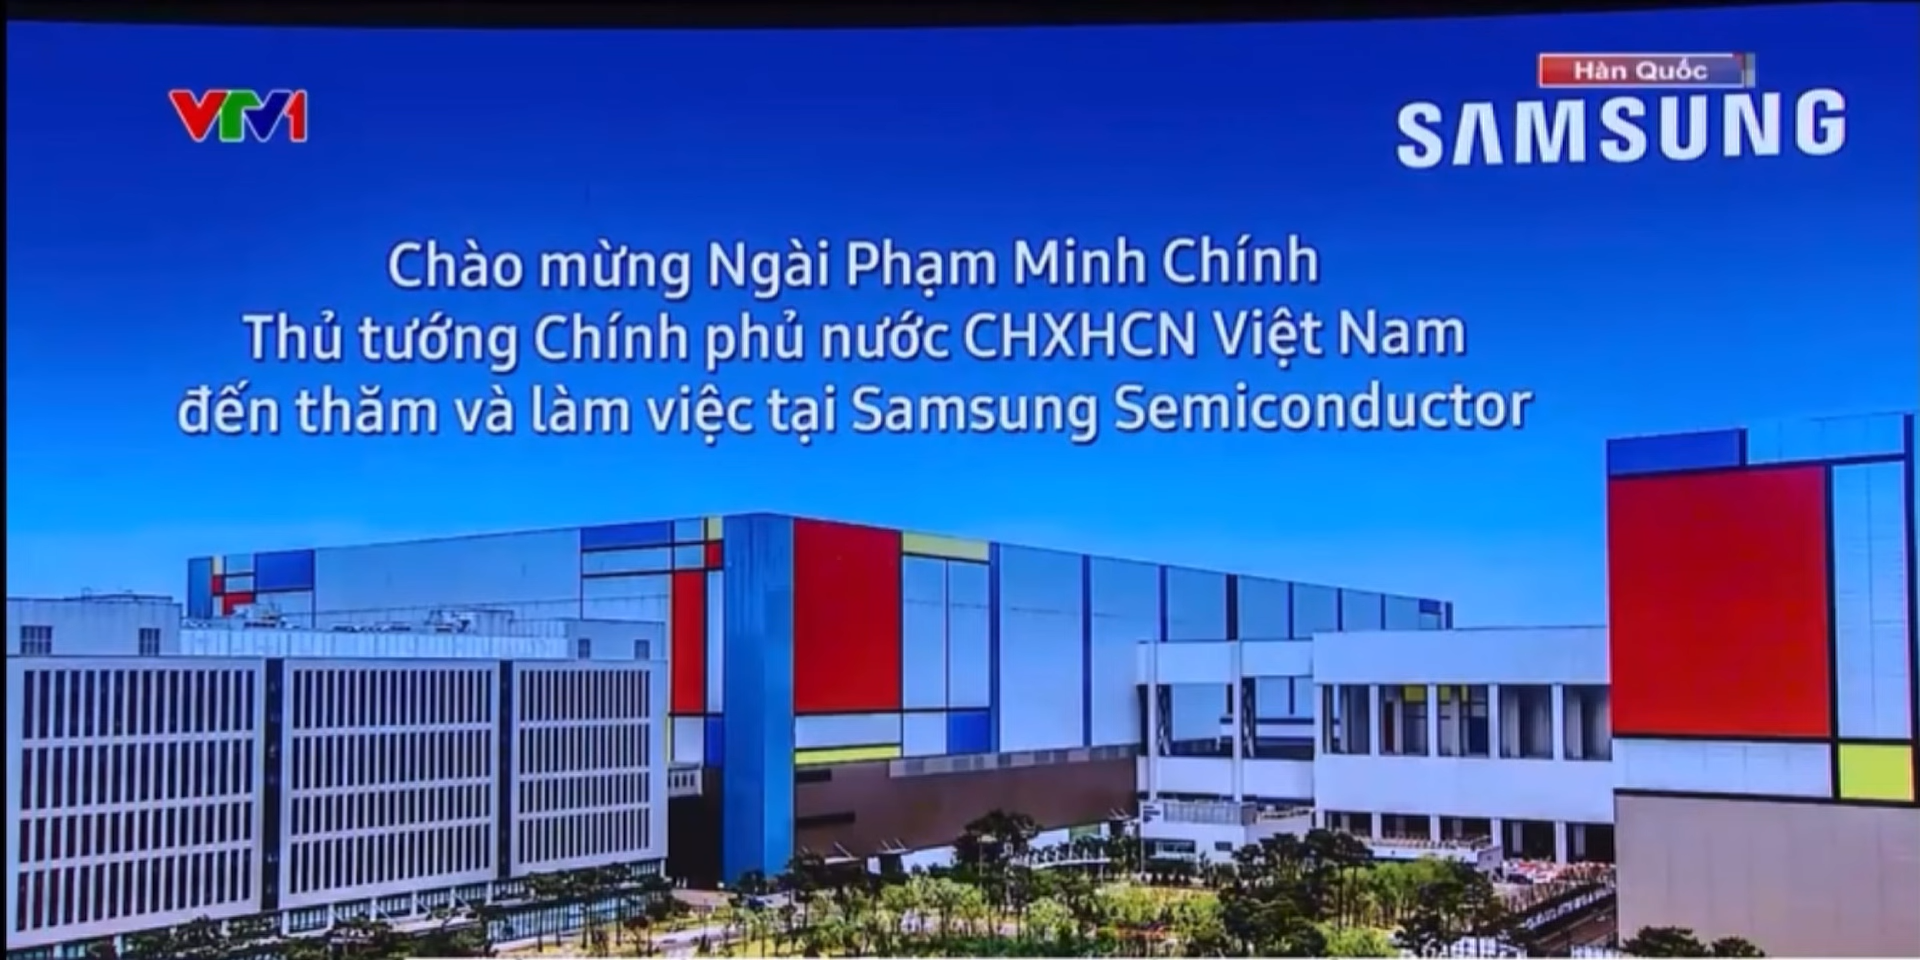 Hàn Quốc
VTV1
SAMSUNG
Chào mừng Ngài Phạm Minh Chính
Thủ tướng Chính phủ nước CHXHCN Việt Nam
đến thăm và làm việc tại Samsung Semiconductor